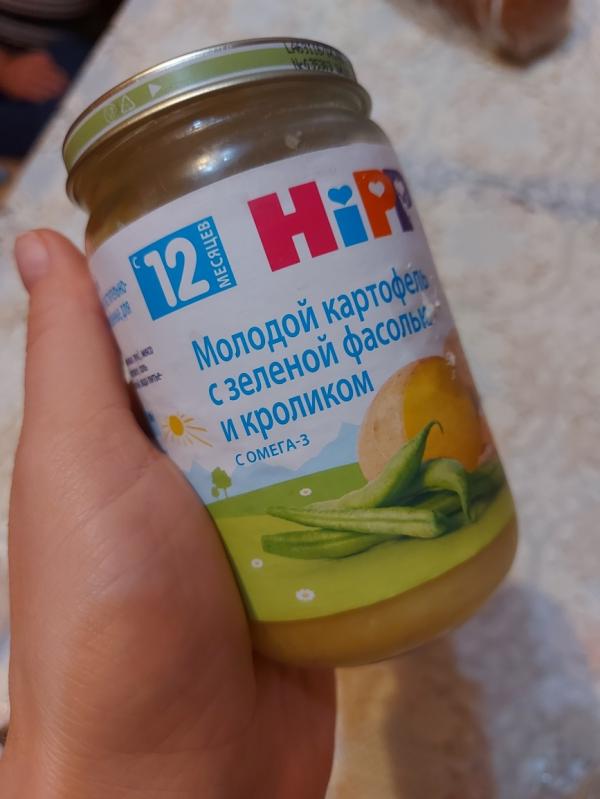 HiPP
с 12 МЕСЯЦЕВ
Молодой картофель
с зеленой фасолью
и кроликом
С ОМЕГА-3